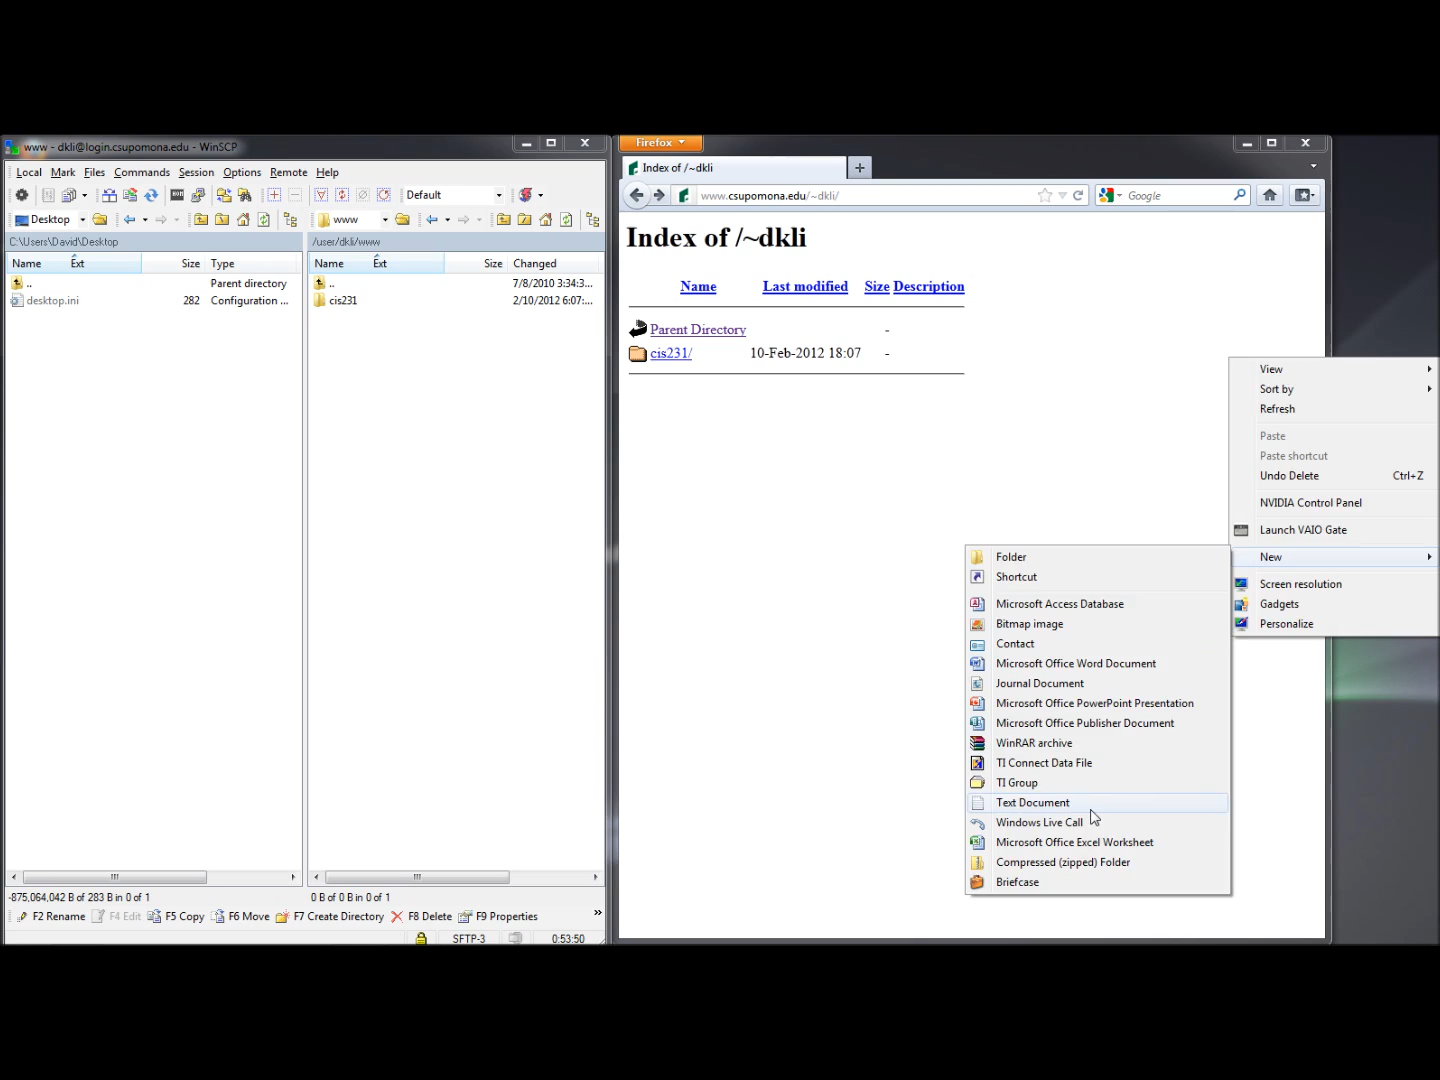 www - dkli@login.csupomona.edu - WinSCP
Local Mark Files Commands Session Options Remote Help
Default
Desktop
www
C:\Users\David\Desktop
/user/dkli/www
Name Ext Size Type
Name Ext Size Changed
.. Parent directory
.. 7/8/2010 3:34:3...
desktop.ini 282 Configuration ...
cis231 2/10/2012 6:07:...
-875,064,042 B of 283 B in 0 of 1
0 B of 0 B in 0 of 1
F2 Rename F4 Edit F5 Copy F6 Move F7 Create Directory F8 Delete F9 Properties »
SFTP-3 0:53:50
Firefox
Index of /~dkli
www.csupomona.edu/~dkli/
Google
Index of /~dkli
Name Last modified Size Description
Parent Directory -
cis231/ 10-Feb-2012 18:07 -
View
Sort by
Refresh
Paste
Paste shortcut
Undo Delete Ctrl+Z
NVIDIA Control Panel
Launch VAIO Gate
New
Screen resolution
Gadgets
Personalize
Folder
Shortcut
Microsoft Access Database
Bitmap image
Contact
Microsoft Office Word Document
Journal Document
Microsoft Office PowerPoint Presentation
Microsoft Office Publisher Document
WinRAR archive
TI Connect Data File
TI Group
Text Document
Windows Live Call
Microsoft Office Excel Worksheet
Compressed (zipped) Folder
Briefcase